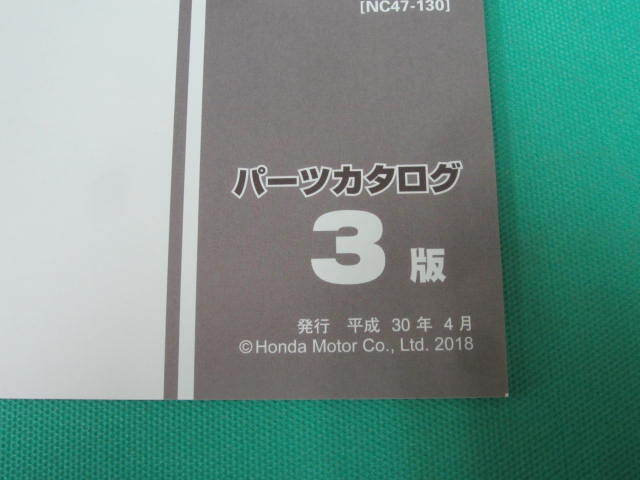 [NC47-130]
パーツカタログ
3 版
発行 平成 30 年 4 月
©Honda Motor Co., Ltd. 2018